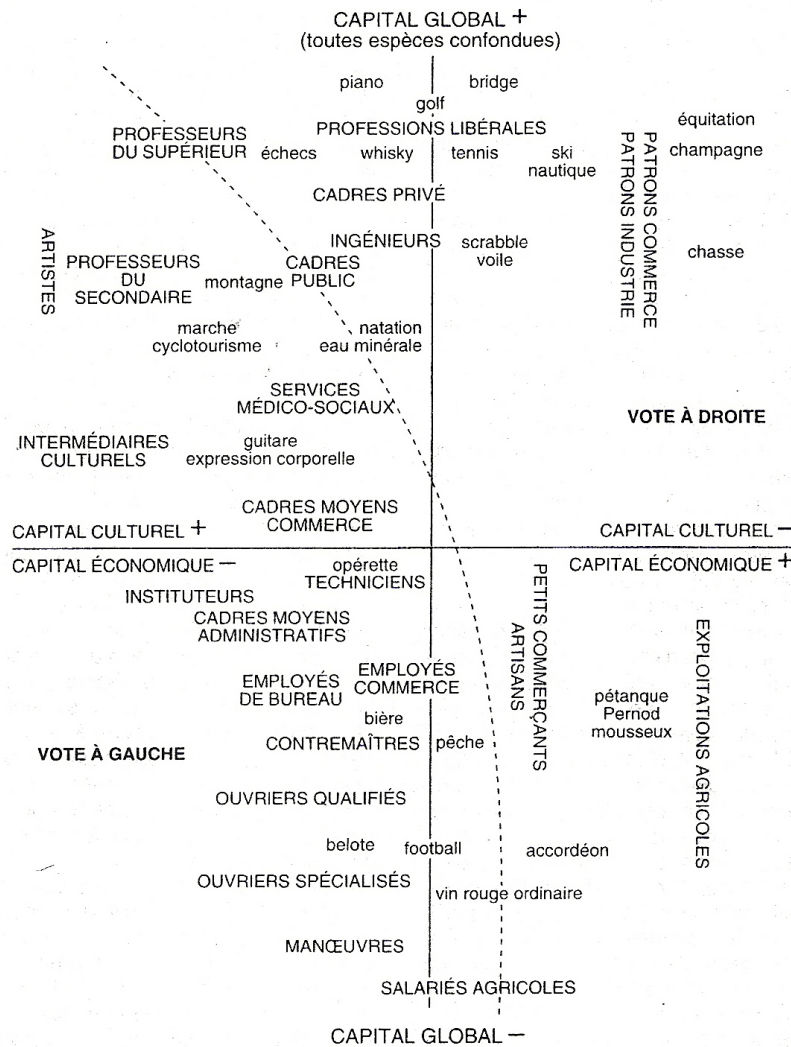 CAPITAL GLOBAL +
(toutes espèces confondues)
piano
bridge
golf
équitation
PROFESSEURS
DU SUPÉRIEUR
PROFESSIONS LIBÉRALES
échecs
whisky
tennis
ski
nautique
champagne
PATRONS COMMERCE
PATRONS INDUSTRIE
CADRES PRIVÉ
ARTISTES
INGÉNIEURS
scrabble
voile
chasse
PROFESSEURS
DU
SECONDAIRE
montagne
CADRES
PUBLIC
marche
cyclotourisme
natation
eau minérale
SERVICES
MÉDICO-SOCIAUX
VOTE À DROITE
INTERMÉDIAIRES
CULTURELS
guitare
expression corporelle
CADRES MOYENS
COMMERCE
CAPITAL CULTUREL +
CAPITAL CULTUREL −
CAPITAL ÉCONOMIQUE −
CAPITAL ÉCONOMIQUE +
opérette
TECHNICIENS
INSTITUTEURS
CADRES MOYENS
ADMINISTRATIFS
PETITS COMMERÇANTS
ARTISANS
EXPLOITATIONS AGRICOLES
EMPLOYÉS
DE BUREAU
EMPLOYÉS
COMMERCE
pétanque
Pernod
mousseux
bière
VOTE À GAUCHE
CONTREMAÎTRES
pêche
OUVRIERS QUALIFIÉS
belote
football
accordéon
OUVRIERS SPÉCIALISÉS
vin rouge ordinaire
MANŒUVRES
SALARIÉS AGRICOLES
CAPITAL GLOBAL −